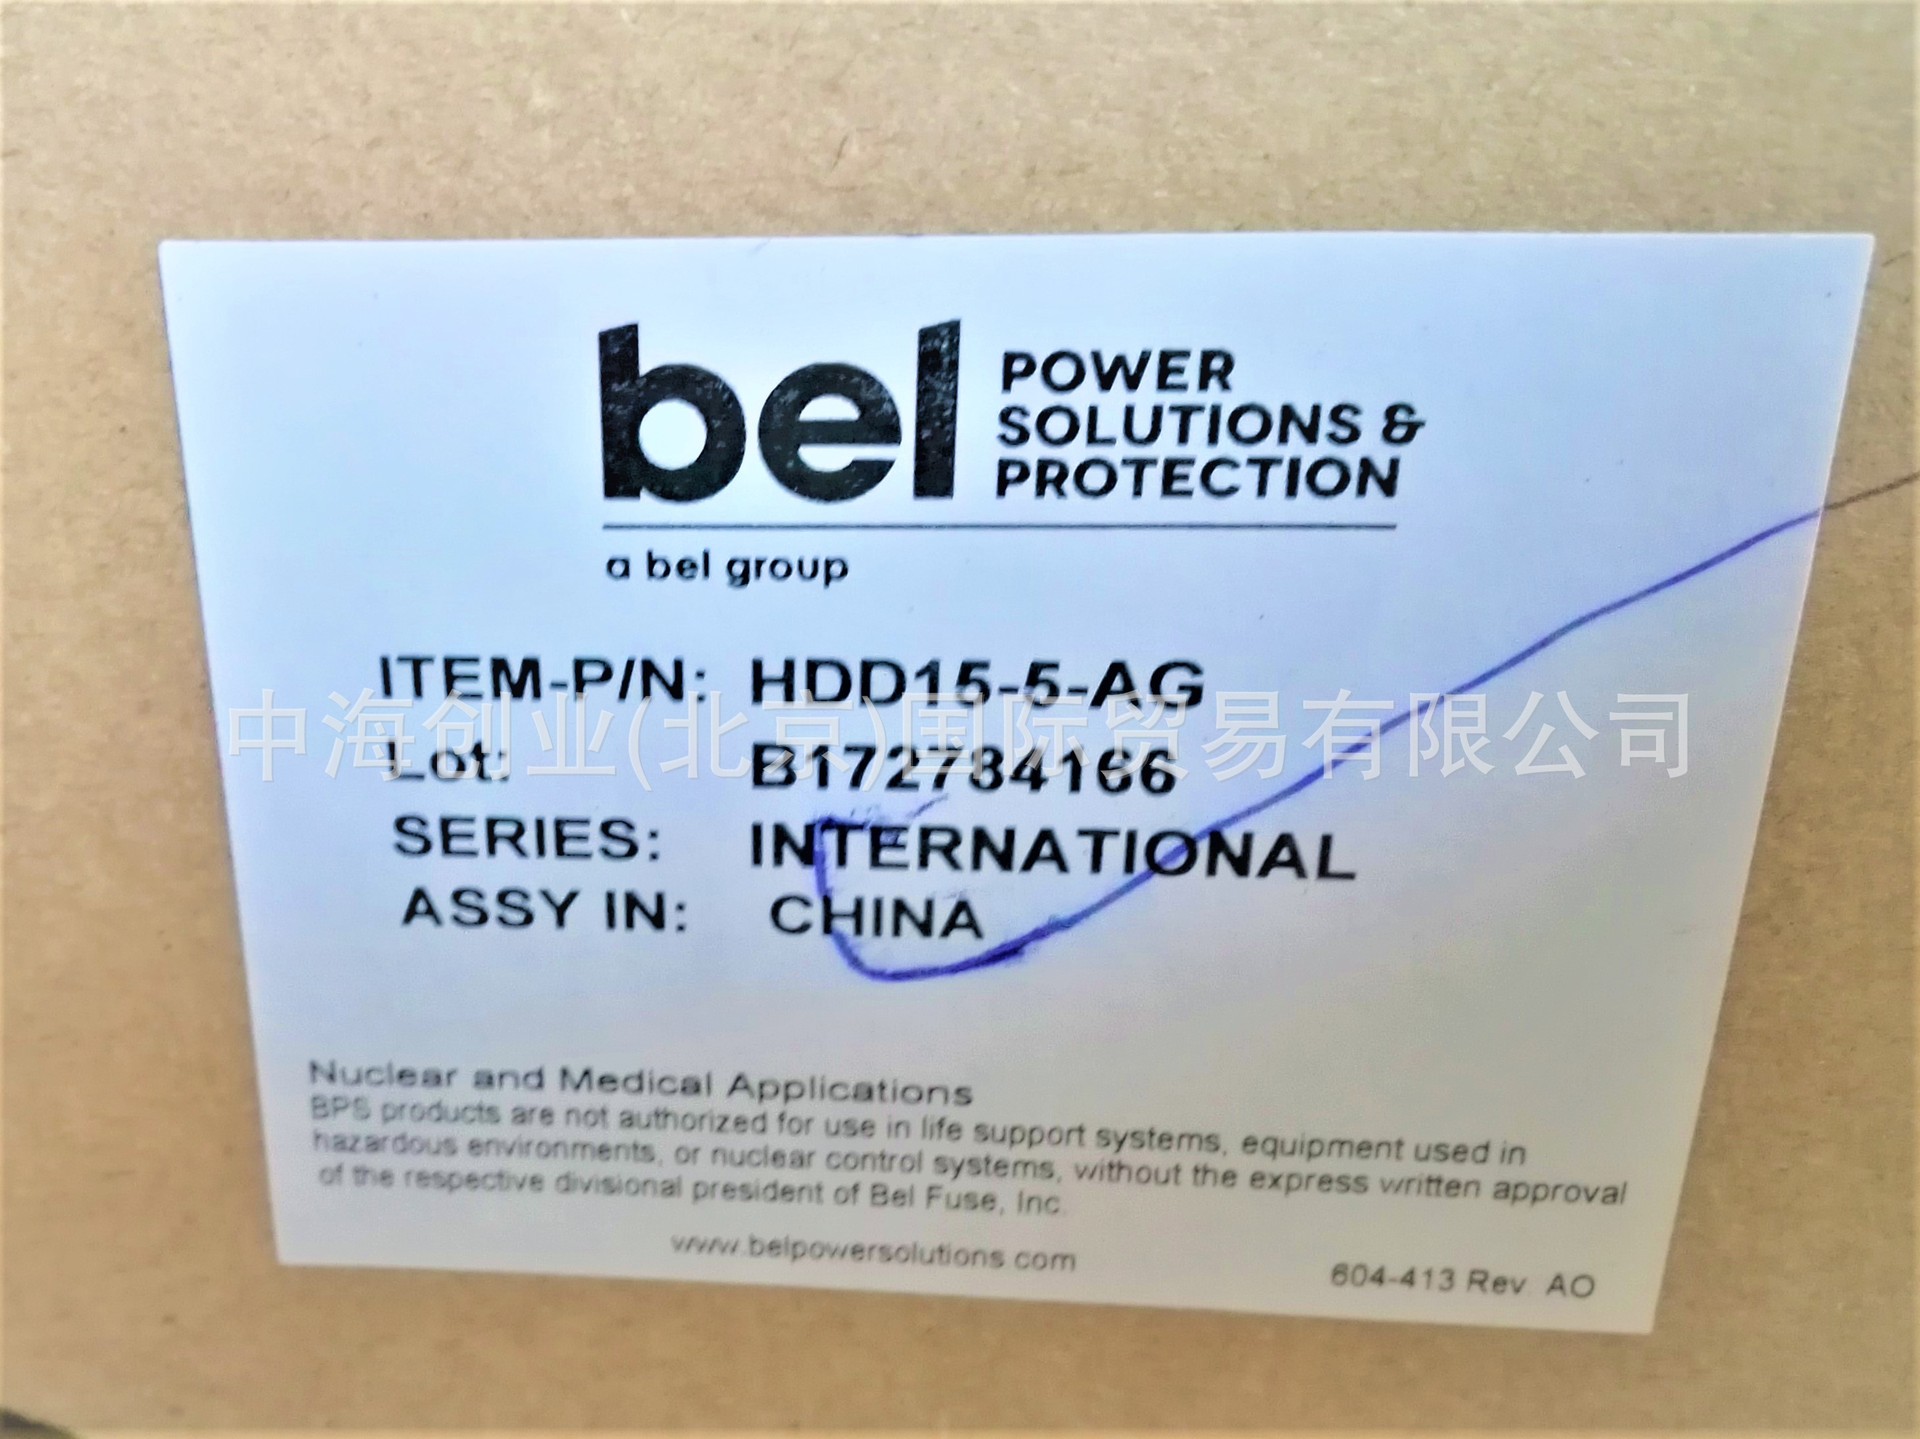 bel POWER
SOLUTIONS &
PROTECTION
a bel group
ITEM-P/N: HDD15-5-AG
中海创业(北京)国际贸易有限公司
Lot: B172784166
SERIES: INTERNATIONAL
ASSY IN: CHINA
Nuclear and Medical Applications
BPS products are not authorized for use in life support systems, equipment used in
hazardous environments, or nuclear control systems, without the express written approval
of the respective divisional president of Bel Fuse, Inc.
www.belpowersolutions.com
604-413 Rev AO